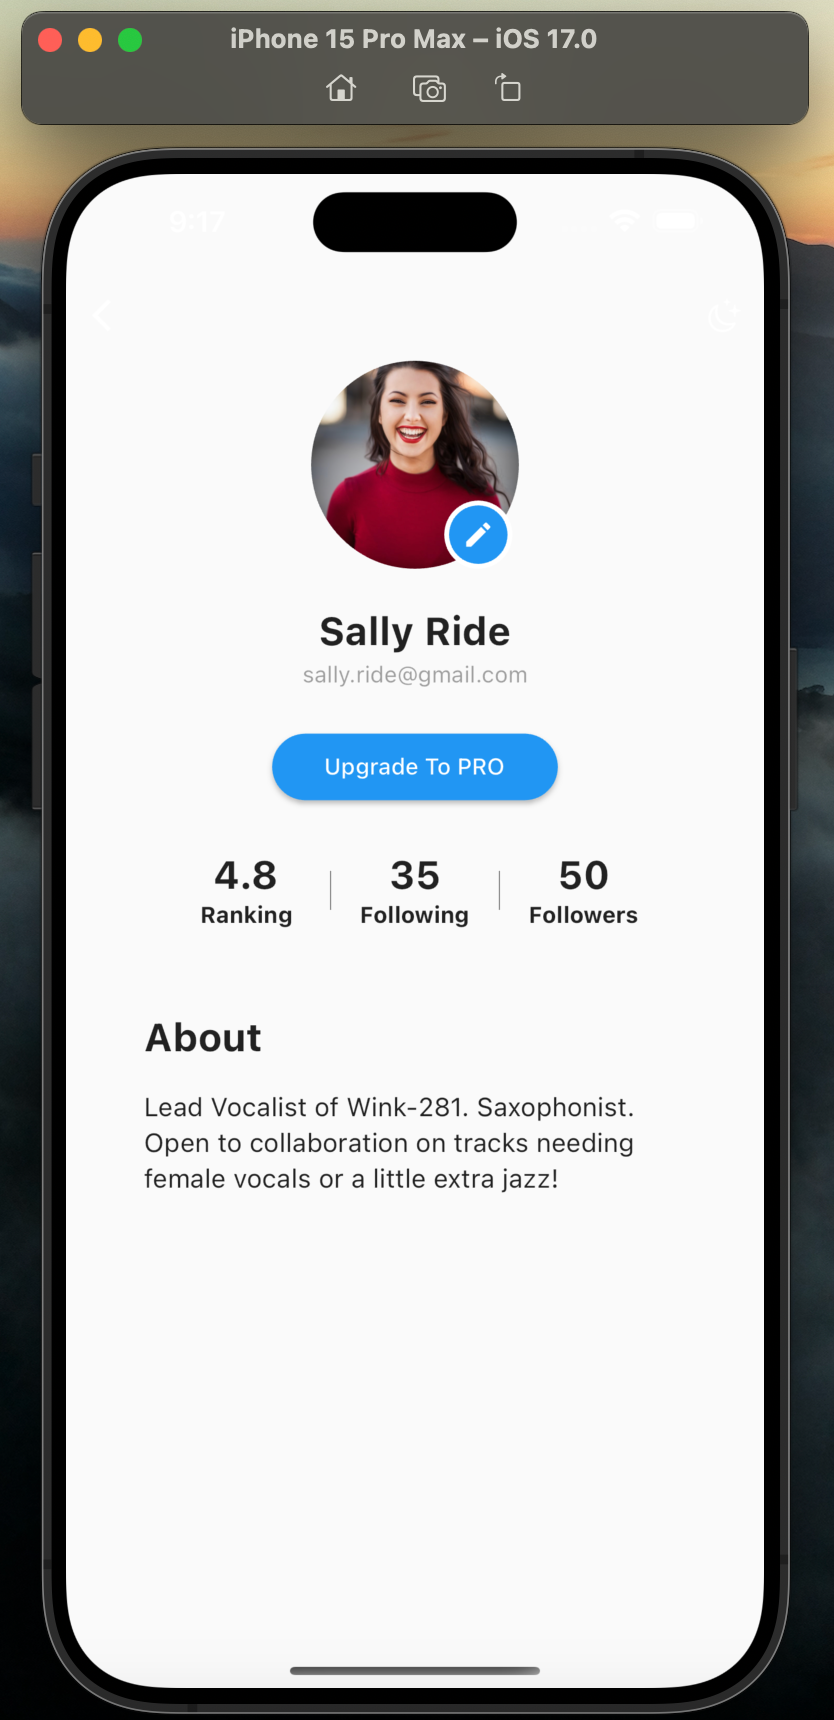 iPhone 15 Pro Max – iOS 17.0
9:17
Sally Ride
sally.ride@gmail.com
Upgrade To PRO
4.8 35 50
Ranking Following Followers
About
Lead Vocalist of Wink-281. Saxophonist.
Open to collaboration on tracks needing
female vocals or a little extra jazz!